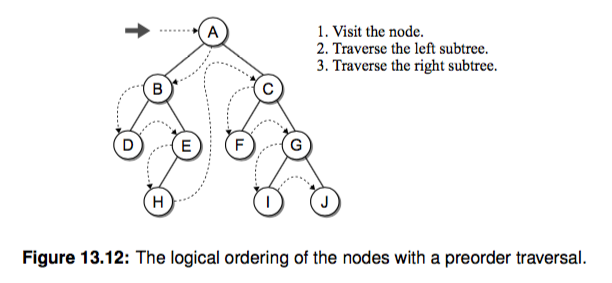 A
1. Visit the node.
2. Traverse the left subtree.
3. Traverse the right subtree.
B
C
D
E
F
G
H
I
J
Figure 13.12: The logical ordering of the nodes with a preorder traversal.